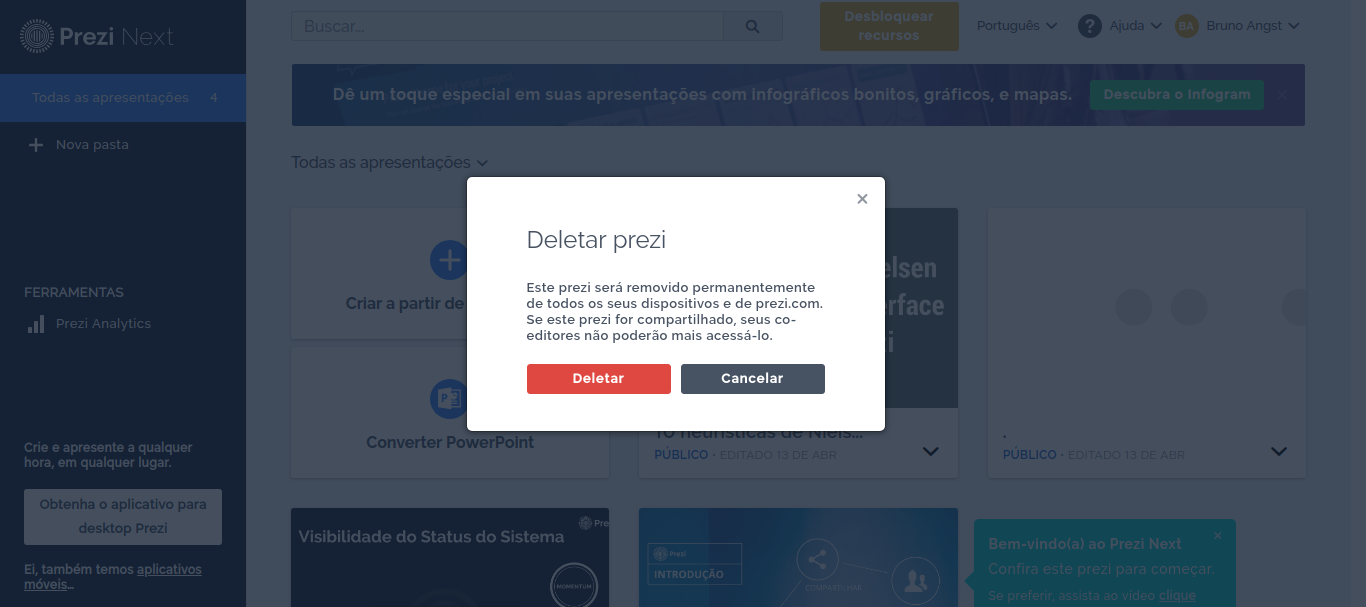 Prezi Next
Todas as apresentações 4
Nova pasta
FERRAMENTAS
Prezi Analytics
Crie e apresente a qualquer
hora, em qualquer lugar.
Obtenha o aplicativo para
desktop Prezi
Ei, também temos aplicativos
móveis...
Buscar...
Desbloquear
recursos
Português
Ajuda
BA
Bruno Angst
Dê um toque especial em suas apresentações com infográficos bonitos, gráficos, e mapas.
Descubra o Infogram
Todas as apresentações
Criar a partir de
Converter PowerPoint
elsen
erface
PÚBLICO • EDITADO 13 DE ABR
.
PÚBLICO • EDITADO 13 DE ABR
Deletar prezi
Este prezi será removido permanentemente
de todos os seus dispositivos e de prezi.com.
Se este prezi for compartilhado, seus co-
editores não poderão mais acessá-lo.
Deletar
Cancelar
10 heurísticas de Niels...
Visibilidade do Status do Sistema
Pre
MOMENTUM
Prezi
INTRODUÇÃO
COMPARTILHAR
Bem-vindo(a) ao Prezi Next
Confira este prezi para começar.
Se preferir, assista ao vídeo clique